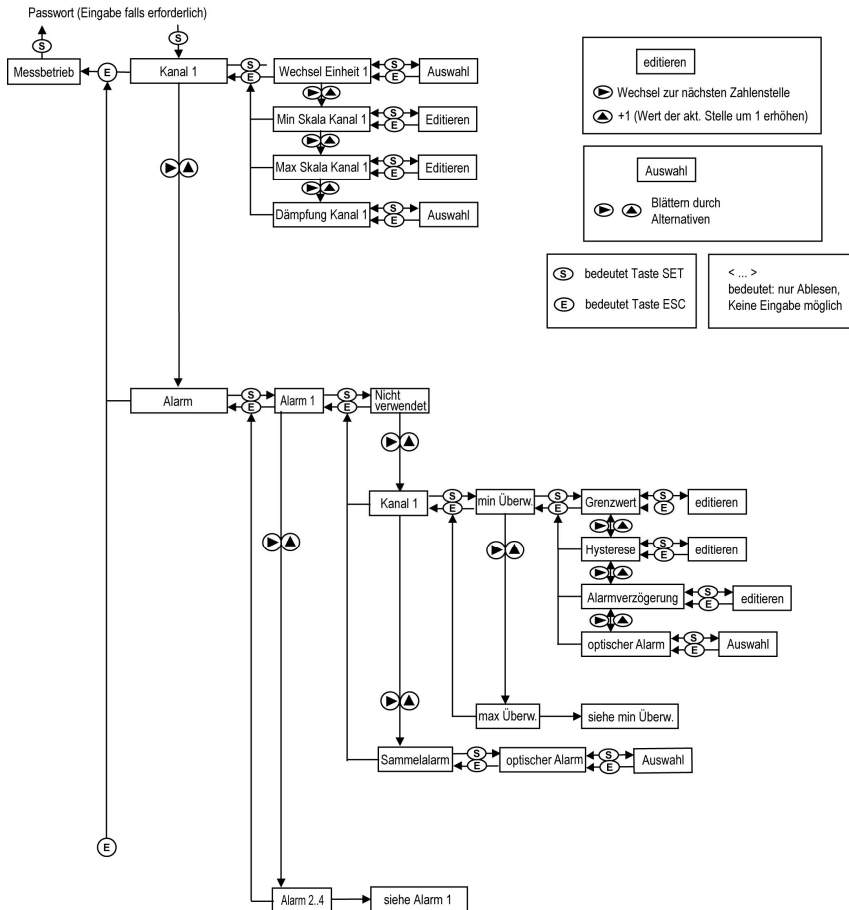 Passwort (Eingabe falls erforderlich)
S
S
Messbetrieb
E
Kanal 1
S
E
Wechsel Einheit 1
S
E
Auswahl
Min Skala Kanal 1
S
E
Editieren
Max Skala Kanal 1
S
E
Editieren
Dämpfung Kanal 1
S
E
Auswahl
editieren
Wechsel zur nächsten Zahlenstelle
+1 (Wert der akt. Stelle um 1 erhöhen)
Auswahl
Blättern durch
Alternativen
S bedeutet Taste SET
E bedeutet Taste ESC
< ... >
bedeutet: nur Ablesen,
Keine Eingabe möglich
Alarm
S
E
Alarm 1
S
E
Nicht
verwendet
Kanal 1
S
E
min Überw.
S
E
Grenzwert
S
E
editieren
Hysterese
S
E
editieren
Alarmverzögerung
S
E
editieren
optischer Alarm
S
E
Auswahl
max Überw.
siehe min Überw.
Sammelalarm
S
E
optischer Alarm
S
E
Auswahl
E
Alarm 2..4
siehe Alarm 1